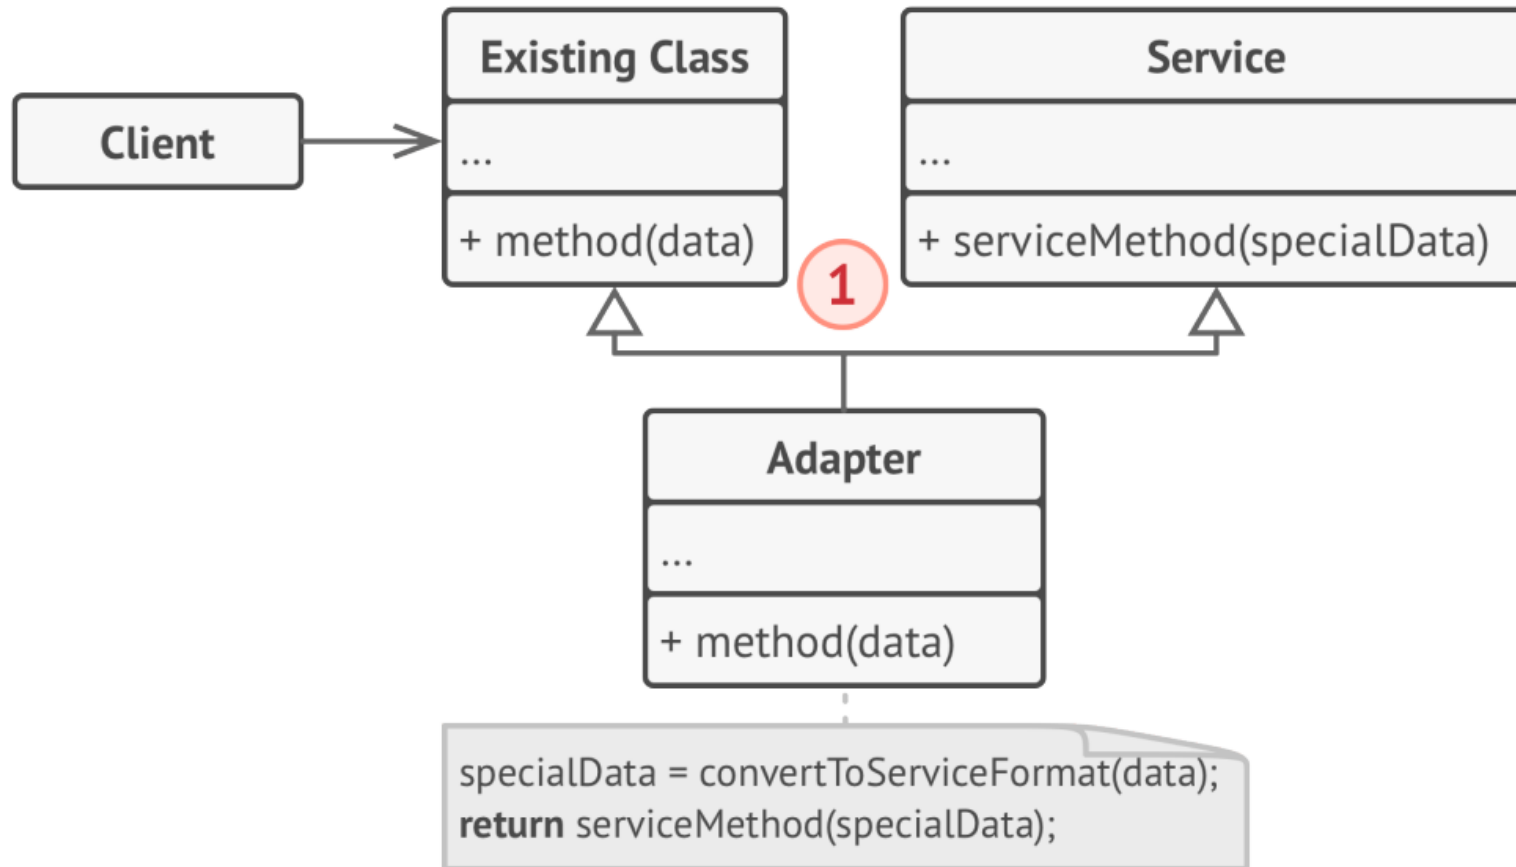 Client
Existing Class
...
+ method(data)
Service
...
+ serviceMethod(specialData)
1
Adapter
...
+ method(data)
specialData = convertToServiceFormat(data);
return serviceMethod(specialData);